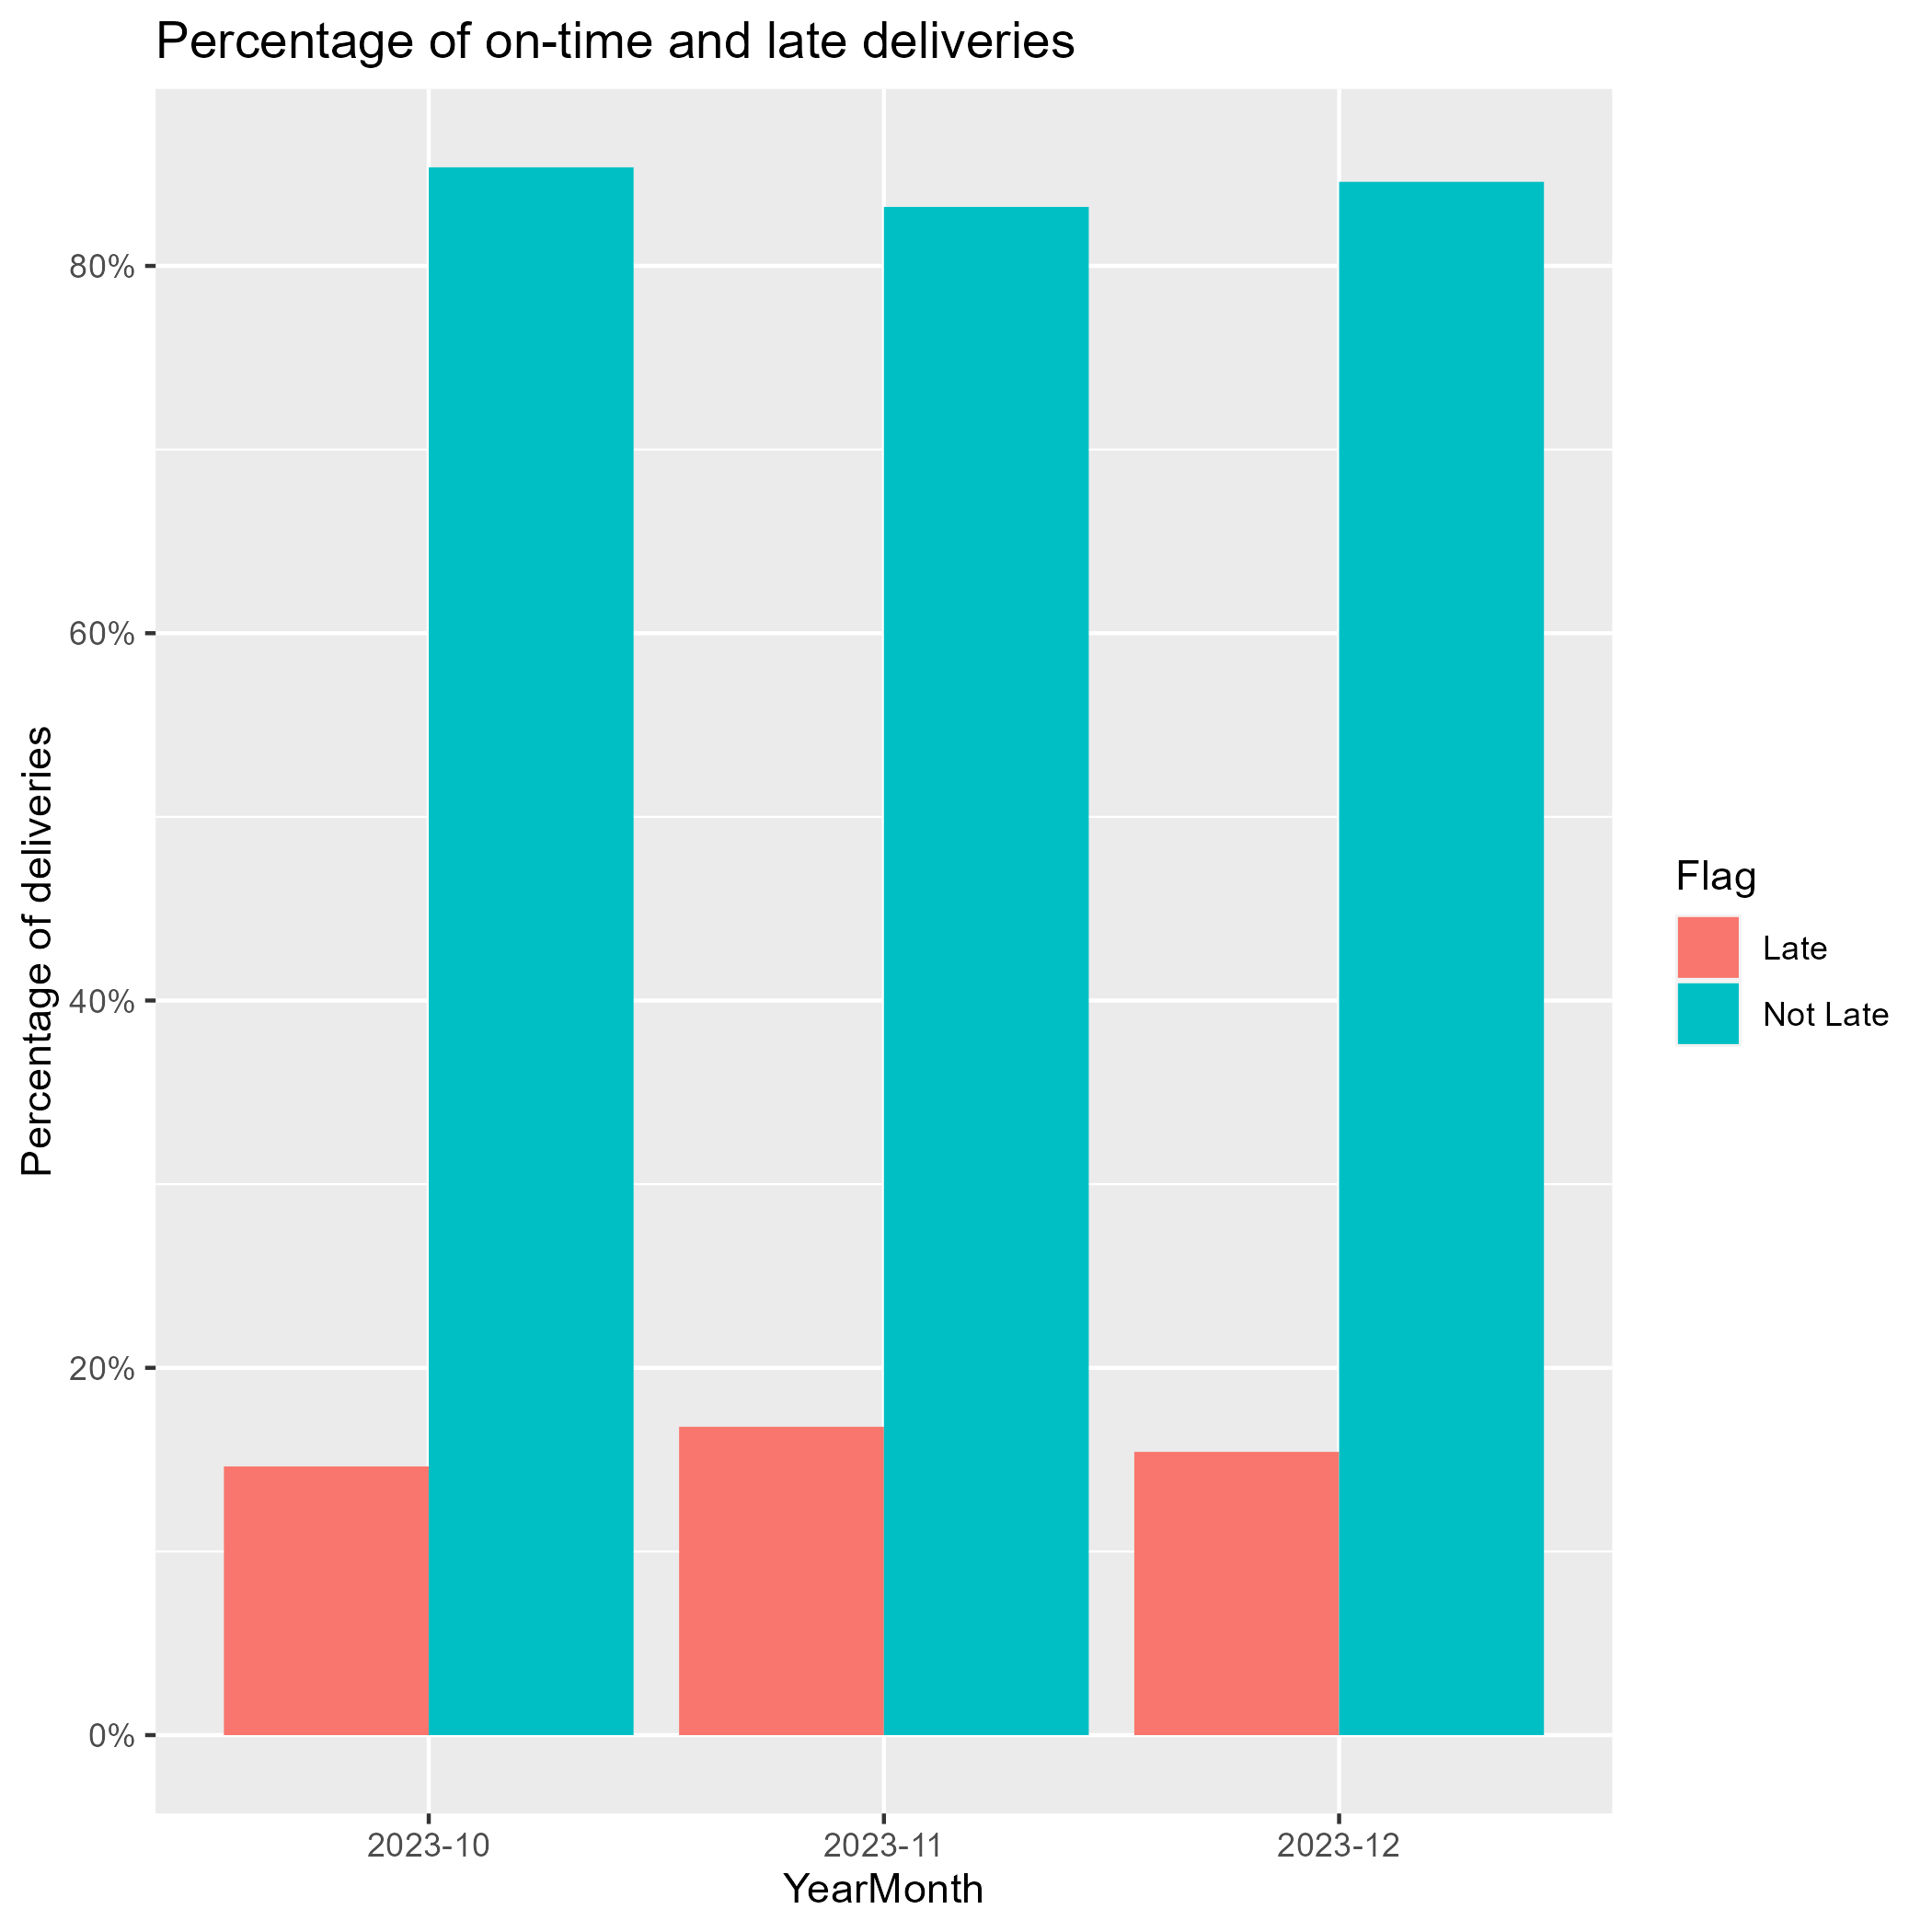 Percentage of on-time and late deliveries
Percentage of deliveries
80%
60%
40%
20%
0%
2023-10
2023-11
2023-12
YearMonth
Flag
Late
Not Late